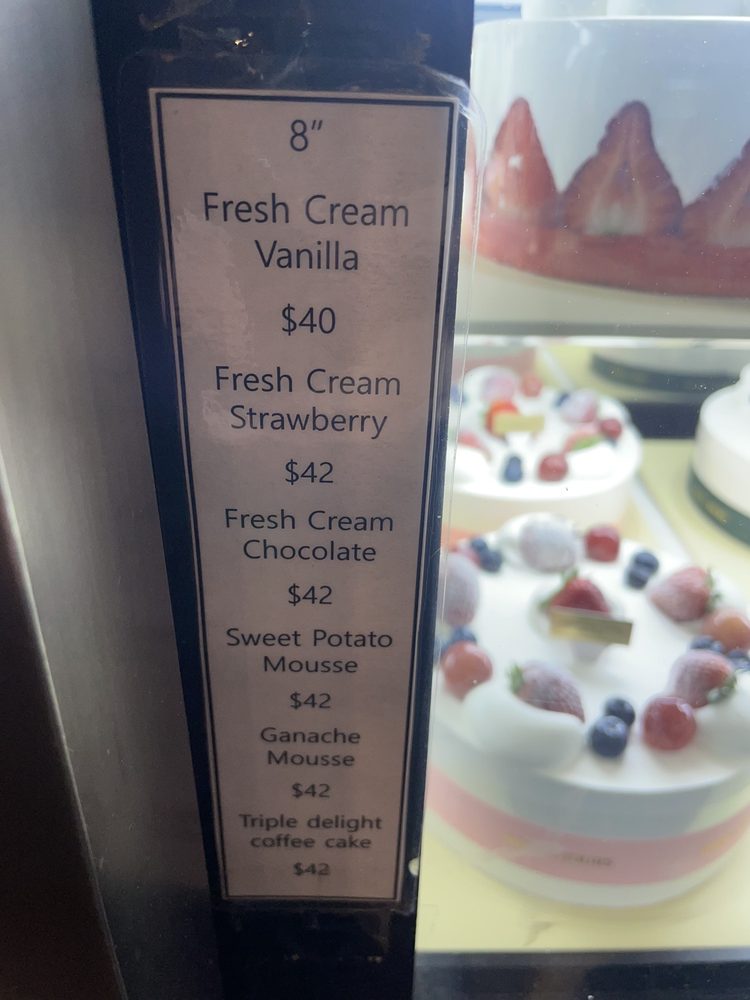 8"
Fresh Cream
Vanilla
$40
Fresh Cream
Strawberry
$42
Fresh Cream
Chocolate
$42
Sweet Potato
Mousse
$42
Ganache
Mousse
$42
Triple delight
coffee cake
$42